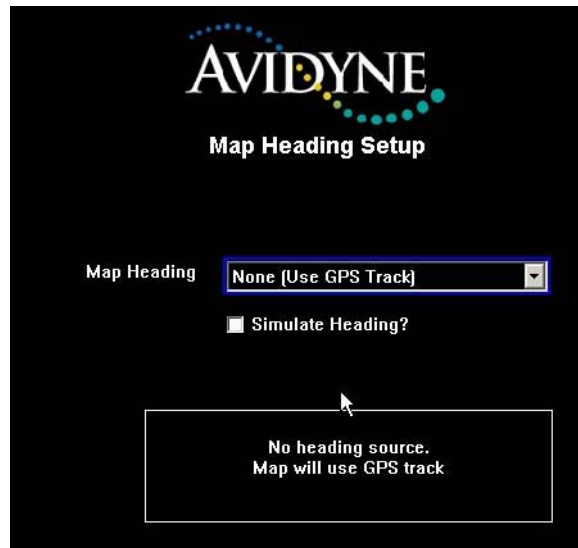 AVIDYNE
Map Heading Setup
Map Heading
None (Use GPS Track)
Simulate Heading?
No heading source.
Map will use GPS track